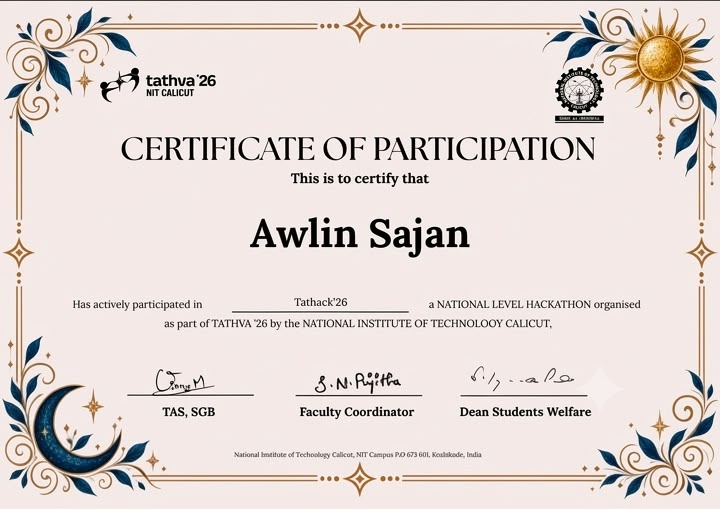 tathva '26
NIT CALICUT
CERTIFICATE OF PARTICIPATION
This is to certify that
Awlin Sajan
Has actively participated in Tathack'26 a NATIONAL LEVEL HACKATHON organised
as part of TATHVA '26 by the NATIONAL INSTITUTE OF TECHNOLOOY CALICUT,
S.N.Pujitha
TAS, SGB Faculty Coordinator Dean Students Welfare
National Institute of Technology Calicut, NIT Campus P.O 673 601, Kozhikode, India